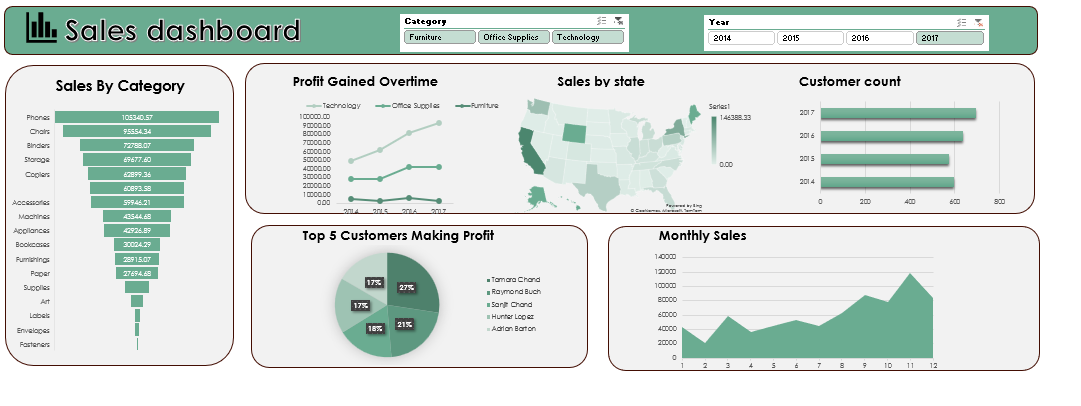 Sales dashboard
Category
Furniture
Office Supplies
Technology
Year
2014
2015
2016
2017
Sales By Category
Phones 105340.57
Chairs 95554.34
Binders 72788.07
Storage 69677.60
Copiers 62899.36
60893.58
Accessories 59946.21
Machines 43544.68
Appliances 42926.89
Bookcases 30024.29
Furnishings 28915.07
Paper 27694.68
Supplies
Art
Labels
Envelopes
Fasteners
Profit Gained Overtime
Technology Office Supplies Furniture
100000.00
90000.00
80000.00
70000.00
60000.00
50000.00
40000.00
30000.00
20000.00
10000.00
0.00
2014 2015 2016 2017
Sales by state
Series1
146388.33
0.00
Powered by Bing
© GeoNames, Microsoft, TomTom
Customer count
2017
2016
2015
2014
0 200 400 600 800
Top 5 Customers Making Profit
27%
21%
18%
17%
17%
Tamara Chand
Raymond Buch
Sanjit Chand
Hunter Lopez
Adrian Barton
Monthly Sales
140000
120000
100000
80000
60000
40000
20000
0
1 2 3 4 5 6 7 8 9 10 11 12